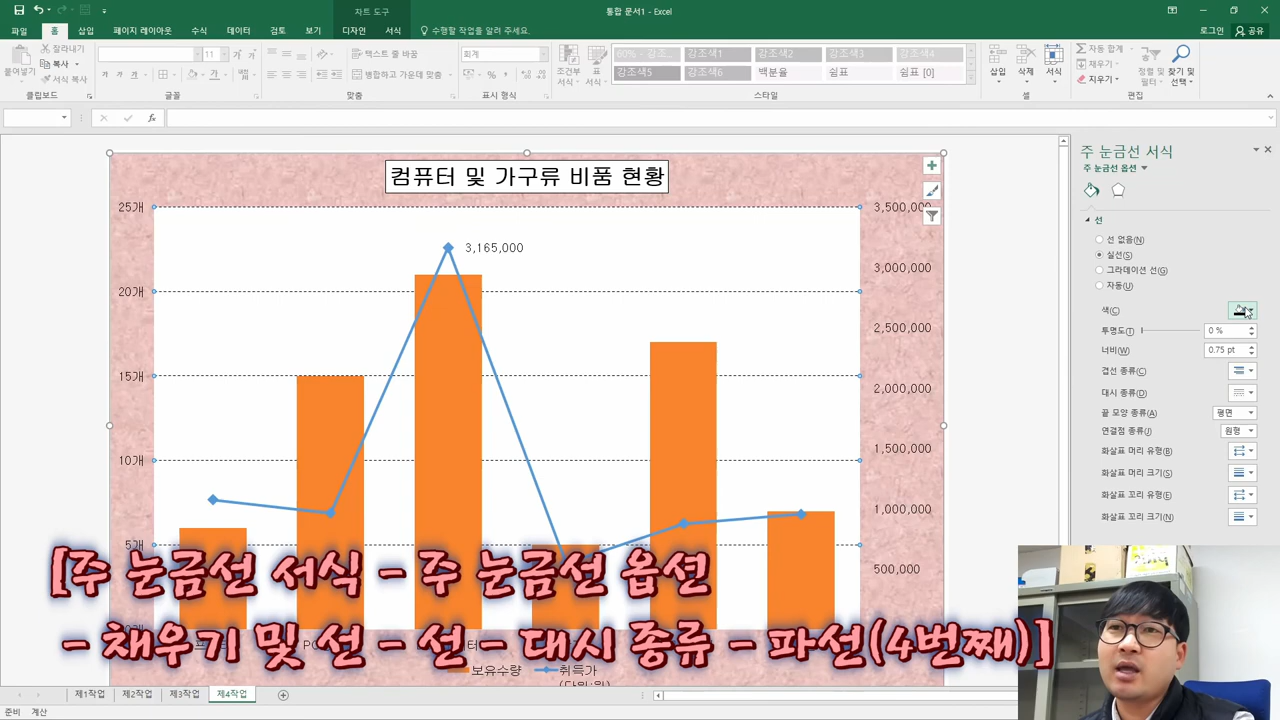 차트 도구
통합 문서1 - Excel
파일 홈 삽입 페이지 레이아웃 수식 데이터 검토 보기 디자인 서식 수행할 작업을 알려 주세요. 로그인 공유
붙여넣기
잘라내기
복사
서식 복사
클립보드
11
가 가 가
글꼴
텍스트 줄 바꿈
병합하고 가운데 맞춤
맞춤
회계
표시 형식
조건부 서식
표 서식
60% - 강조... 강조색1 강조색2 강조색3 강조색4
강조색5 강조색6 백분율 쉼표 쉼표 [0]
스타일
삽입 삭제 서식
셀
자동 합계
채우기
지우기
정렬 및 필터
찾기 및 선택
편집
fx
컴퓨터 및 가구류 비품 현황
25개
20개
15개
10개
5개
3,165,000
3,500,000
3,000,000
2,500,000
2,000,000
1,500,000
1,000,000
500,000
보유수량 취득가
주 눈금선 서식
주 눈금선 옵션
선
선 없음(N)
실선(S)
그라데이션 선(G)
자동(U)
색(C)
투명도(T) 0 %
너비(W) 0.75 pt
겹선 종류(C)
대시 종류(D)
끝 모양 종류(A) 평면
연결점 종류(J) 원형
화살표 머리 유형(B)
화살표 머리 크기(S)
화살표 꼬리 유형(E)
화살표 꼬리 크기(N)
[주 눈금선 서식 - 주 눈금선 옵션
- 채우기 및 선 - 선 - 대시 종류 - 파선(4번째)]
제1작업 제2작업 제3작업 제4작업
준비 계산